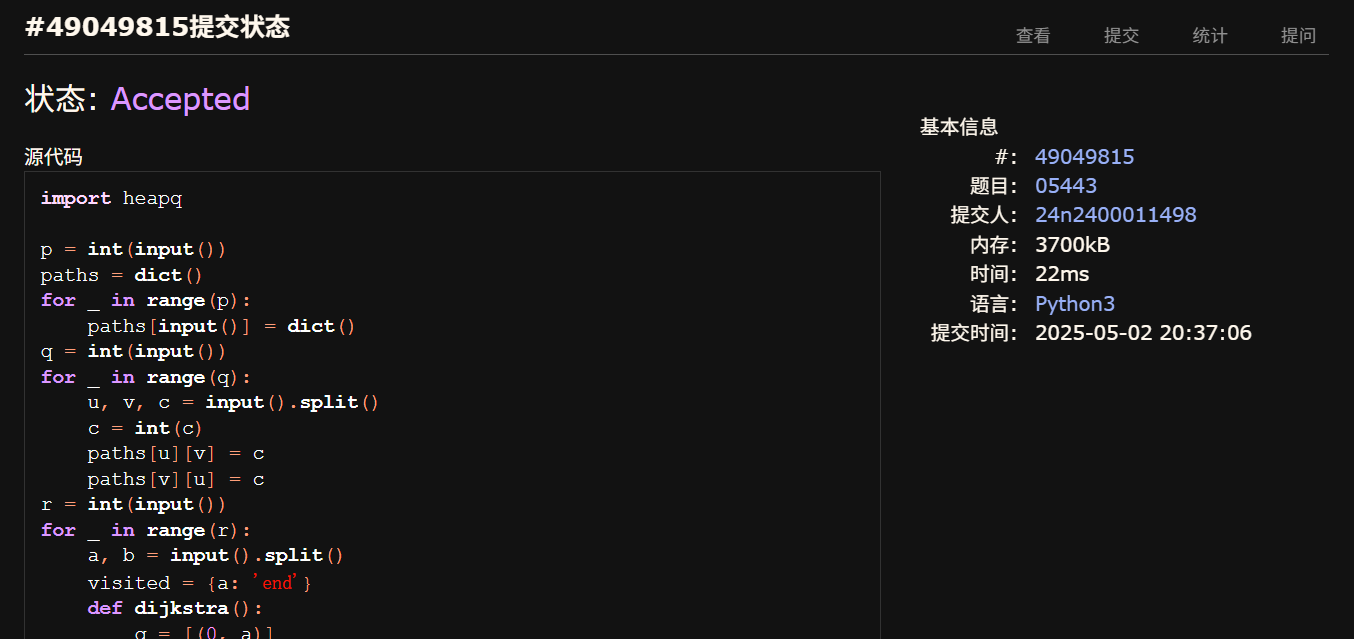 #49049815提交状态
查看 提交 统计 提问
状态: Accepted
源代码
import heapq

p = int(input())
paths = dict()
for _ in range(p):
    paths[input()] = dict()
q = int(input())
for _ in range(q):
    u, v, c = input().split()
    c = int(c)
    paths[u][v] = c
    paths[v][u] = c
r = int(input())
for _ in range(r):
    a, b = input().split()
    visited = {a: 'end'}
    def dijkstra():
        q = [(0, a)]
基本信息
#: 49049815
题目: 05443
提交人: 24n2400011498
内存: 3700kB
时间: 22ms
语言: Python3
提交时间: 2025-05-02 20:37:06